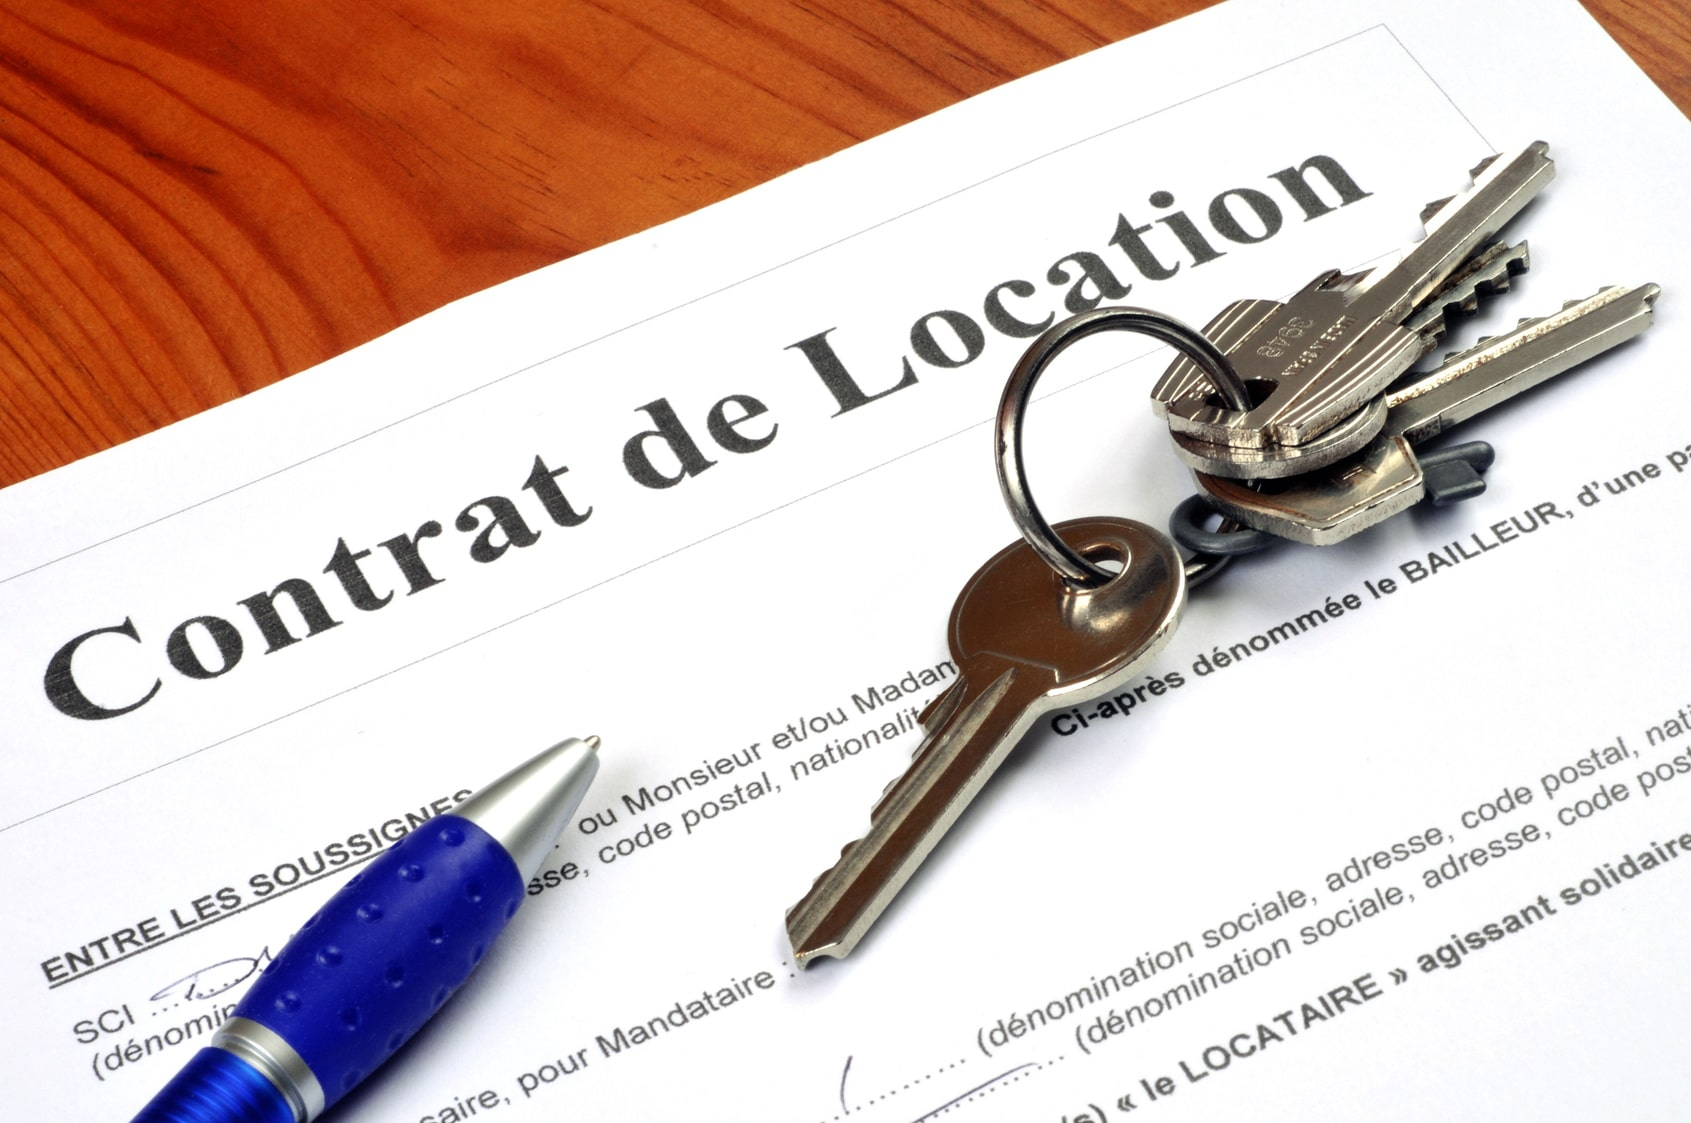 Contrat de Location
ENTRE LES SOUSSIGNES
SCI ... ou Monsieur et/ou Madam
(dénomin sse, code postal, nationalité
Ci-après dénommée le BAILLEUR, d'une pa
saire, pour Mandataire :
(dénomination sociale, adresse, code postal, nati
(dénomination sociale, adresse, code post
(s) « le LOCATAIRE » agissant solidaire